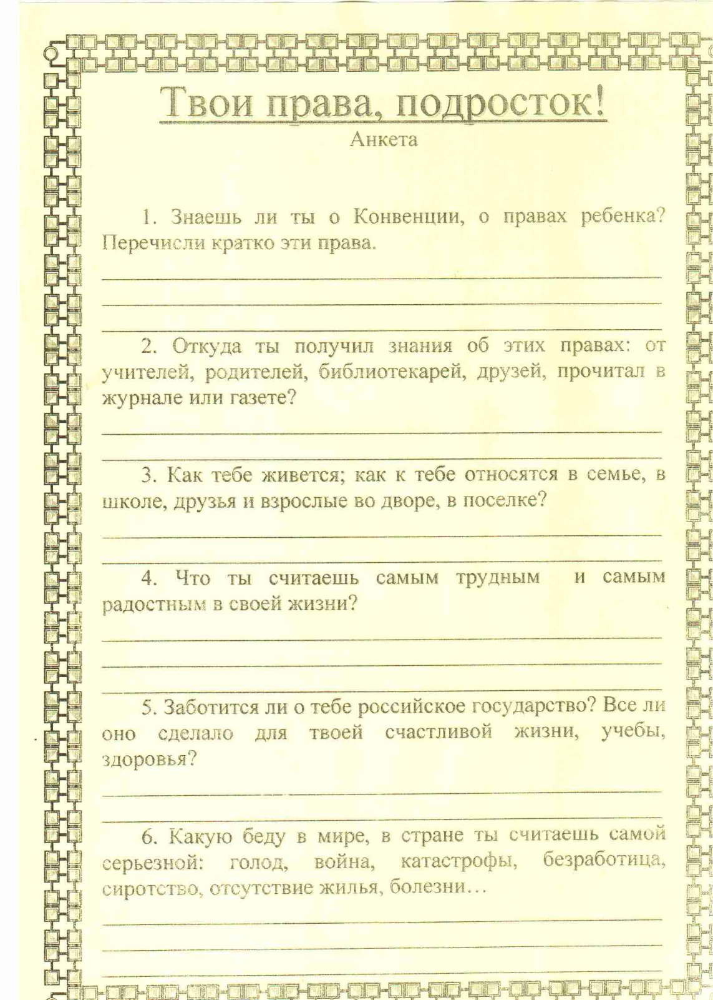 Твои права, подросток!
Анкета
1. Знаешь ли ты о Конвенции, о правах ребенка?
Перечисли кратко эти права.
2. Откуда ты получил знания об этих правах: от
учителей, родителей, библиотекарей, друзей, прочитал в
журнале или газете?
3. Как тебе живется; как к тебе относятся в семье, в
школе, друзья и взрослые во дворе, в поселке?
4. Что ты считаешь самым трудным и самым
радостным в своей жизни?
5. Заботится ли о тебе российское государство? Все ли
оно сделало для твоей счастливой жизни, учебы,
здоровья?
6. Какую беду в мире, в стране ты считаешь самой
серьезной: голод, война, катастрофы, безработица,
сиротство, отсутствие жилья, болезни...